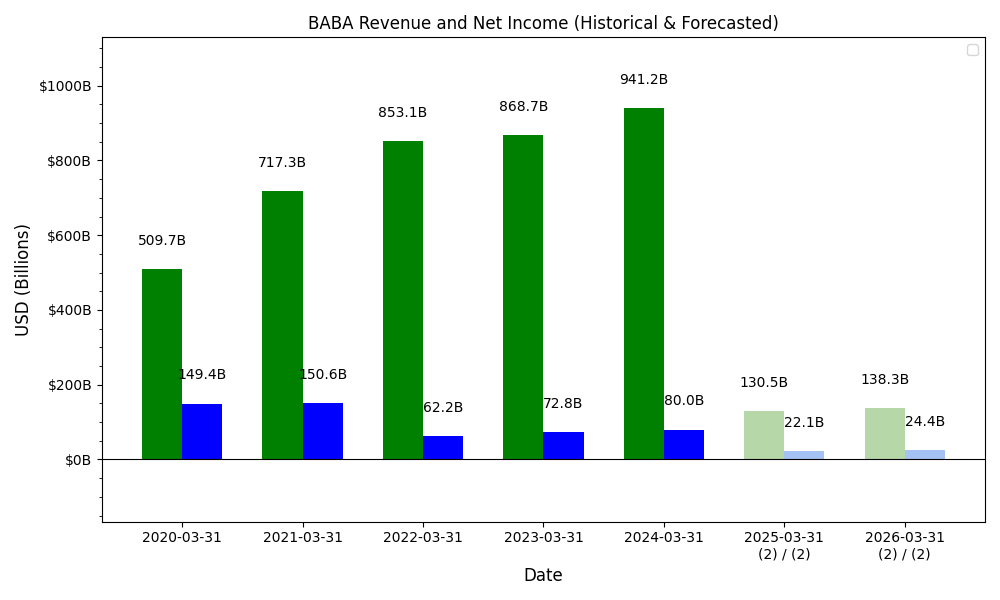 BABA Revenue and Net Income (Historical & Forecasted)
$1000B
$800B
$600B
$400B
$200B
$0B
USD (Billions)
509.7B
149.4B
717.3B
150.6B
853.1B
62.2B
868.7B
72.8B
941.2B
80.0B
130.5B
22.1B
138.3B
24.4B
2020-03-31
2021-03-31
2022-03-31
2023-03-31
2024-03-31
2025-03-31
(2) / (2)
2026-03-31
(2) / (2)
Date